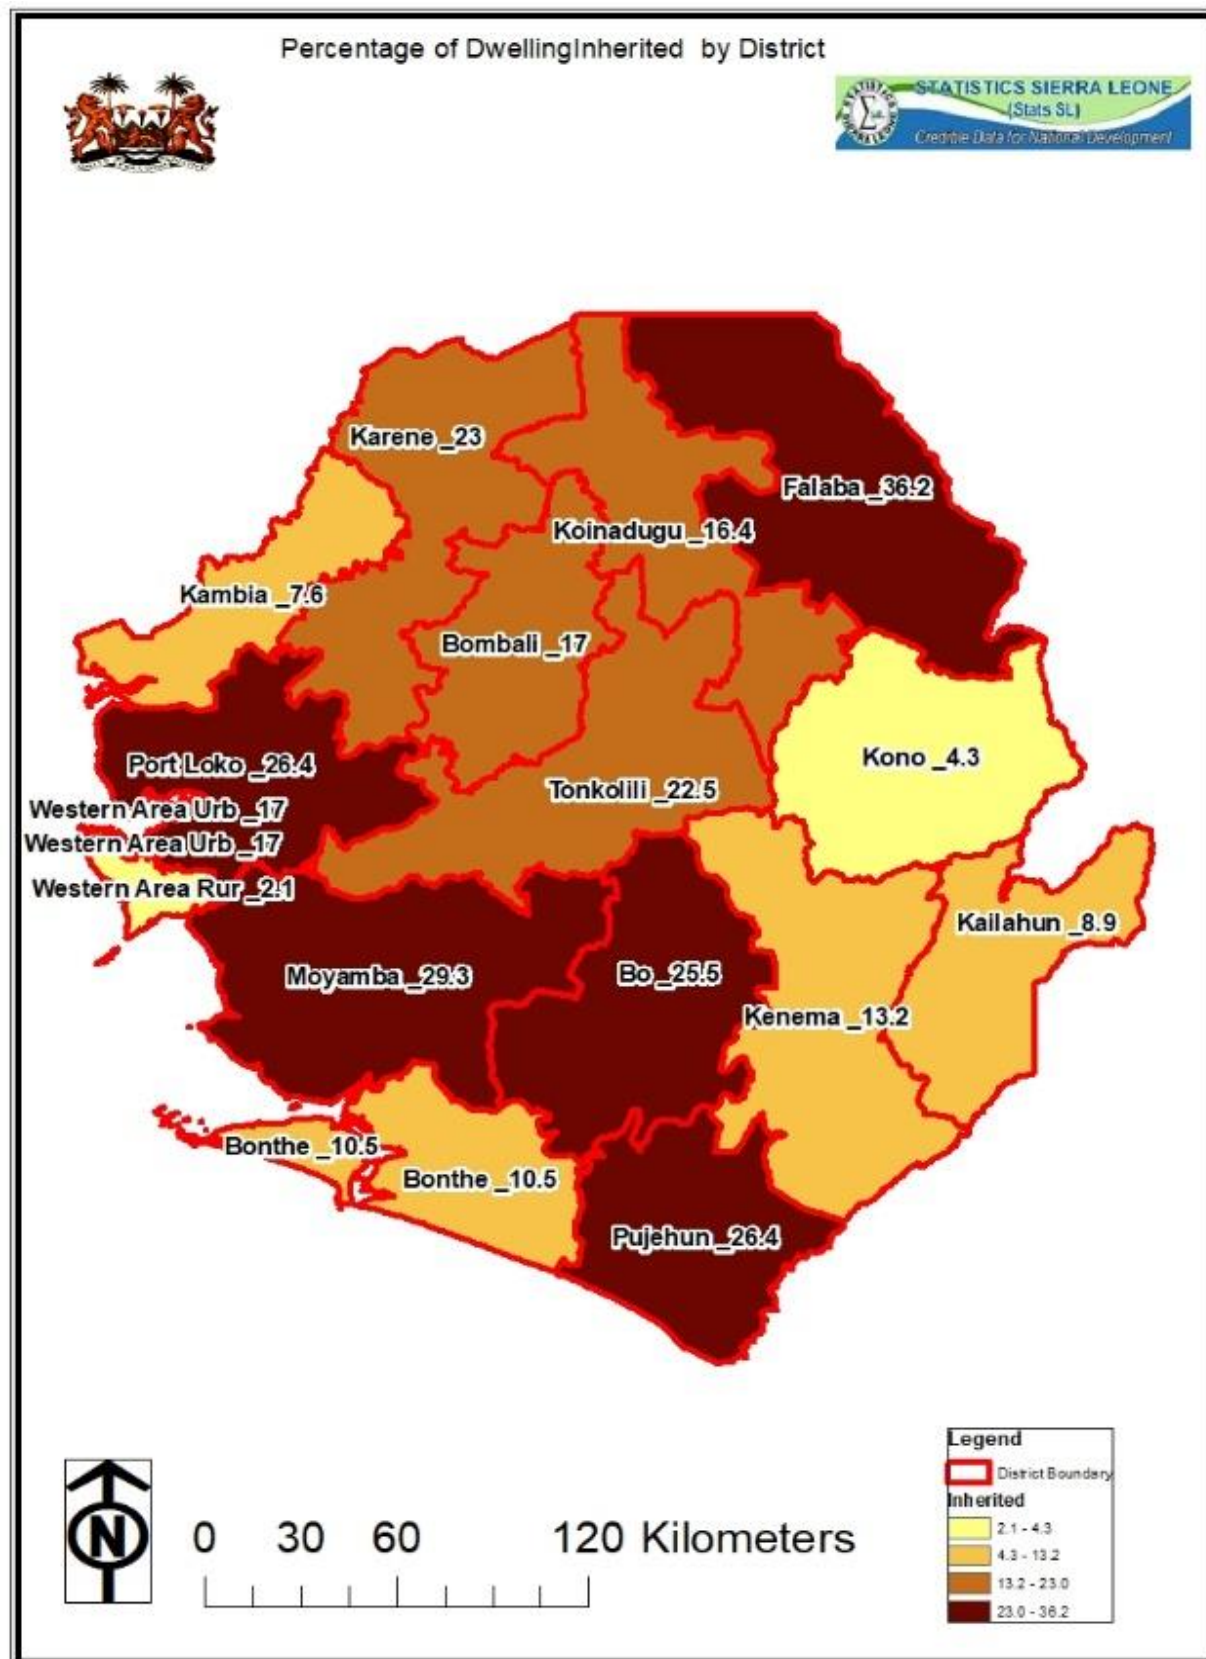 Percentage of DwellingInherited by District
STATISTICS SIERRA LEONE
(Stats SL)
Credible Data for National Development
Karene _23
Falaba _36.2
Koinadugu _16.4
Kambia _7.6
Bombali _17
Kono _4.3
Port Loko _26.4
Tonkolili _22.5
Western Area Urb _17
Western Area Urb _17
Western Area Rur _2.1
Kailahun _8.9
Moyamba _29.3
Bo _25.5
Kenema _13.2
Bonthe _10.5
Bonthe _10.5
Pujehun _26.4
N
0 30 60 120 Kilometers
Legend
District Boundary
Inherited
2.1 - 4.3
4.3 - 13.2
13.2 - 23.0
23.0 - 36.2